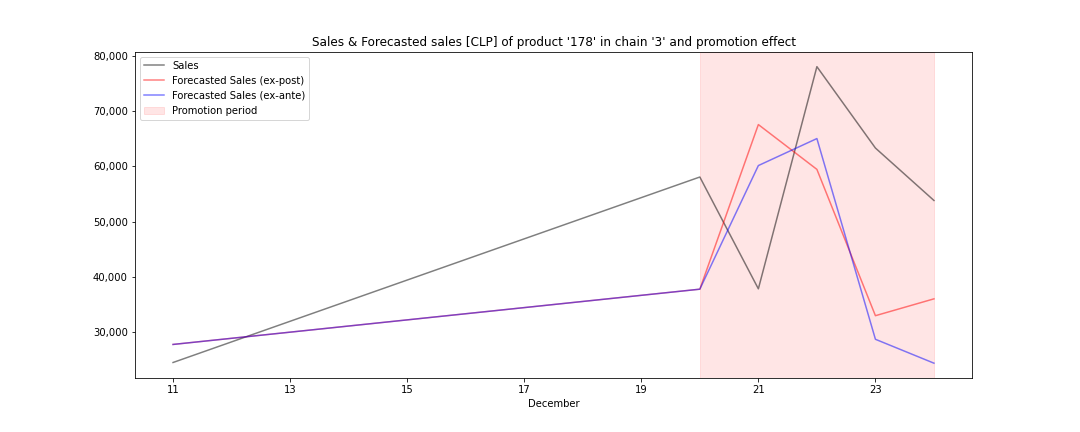 Sales & Forecasted sales [CLP] of product '178' in chain '3' and promotion effect
80,000
70,000
60,000
50,000
40,000
30,000
Sales
Forecasted Sales (ex-post)
Forecasted Sales (ex-ante)
Promotion period
11 13 15 17 19 21 23
December